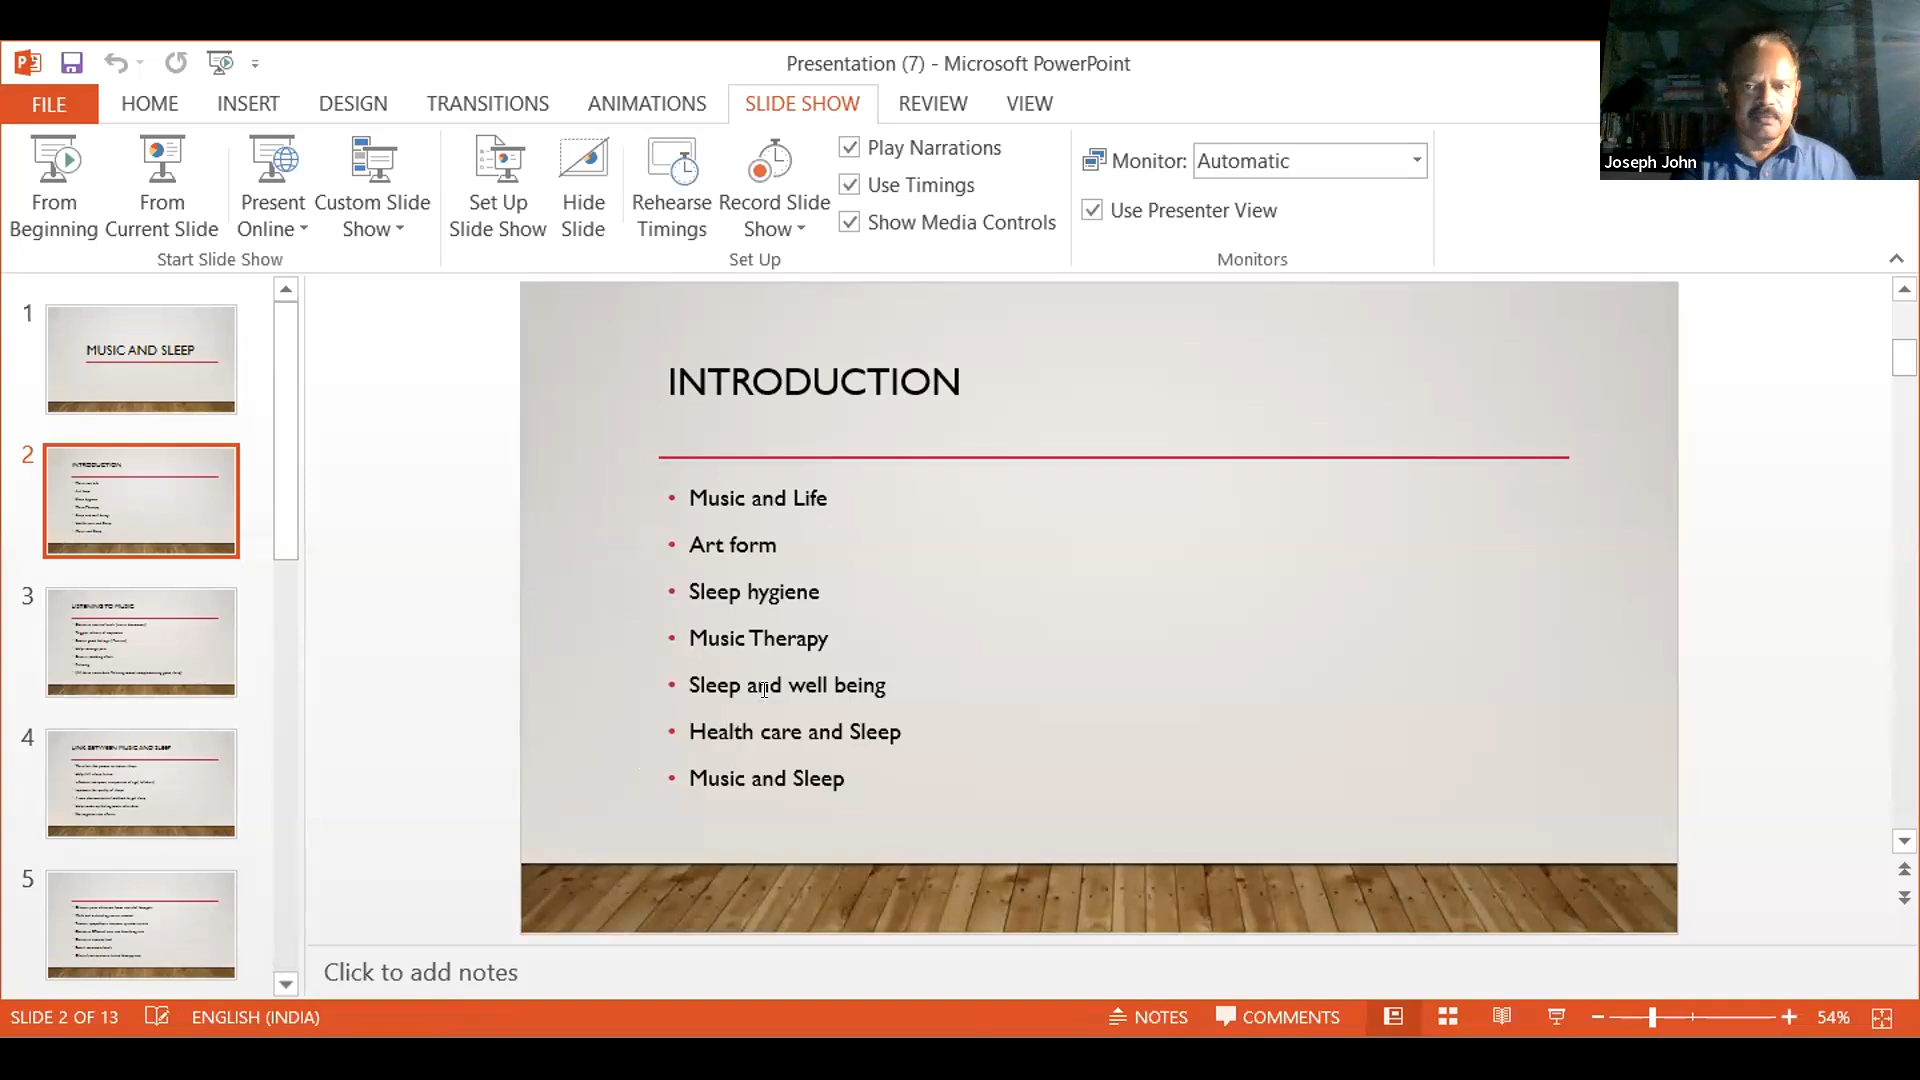 Presentation (7) - Microsoft PowerPoint
FILE HOME INSERT DESIGN TRANSITIONS ANIMATIONS SLIDE SHOW REVIEW VIEW
Joseph John
From Beginning
From Current Slide
Present Online
Custom Slide Show
Set Up Slide Show
Hide Slide
Rehearse Timings
Record Slide Show
Play Narrations
Use Timings
Show Media Controls
Monitor: Automatic
Use Presenter View
Start Slide Show
Set Up
Monitors
1
MUSIC AND SLEEP
2
INTRODUCTION
3
LISTENING TO MUSIC
4
LINK BETWEEN MUSIC AND SLEEP
5
INTRODUCTION
• Music and Life
• Art form
• Sleep hygiene
• Music Therapy
• Sleep and well being
• Health care and Sleep
• Music and Sleep
Click to add notes
SLIDE 2 OF 13 ENGLISH (INDIA) NOTES COMMENTS 54%